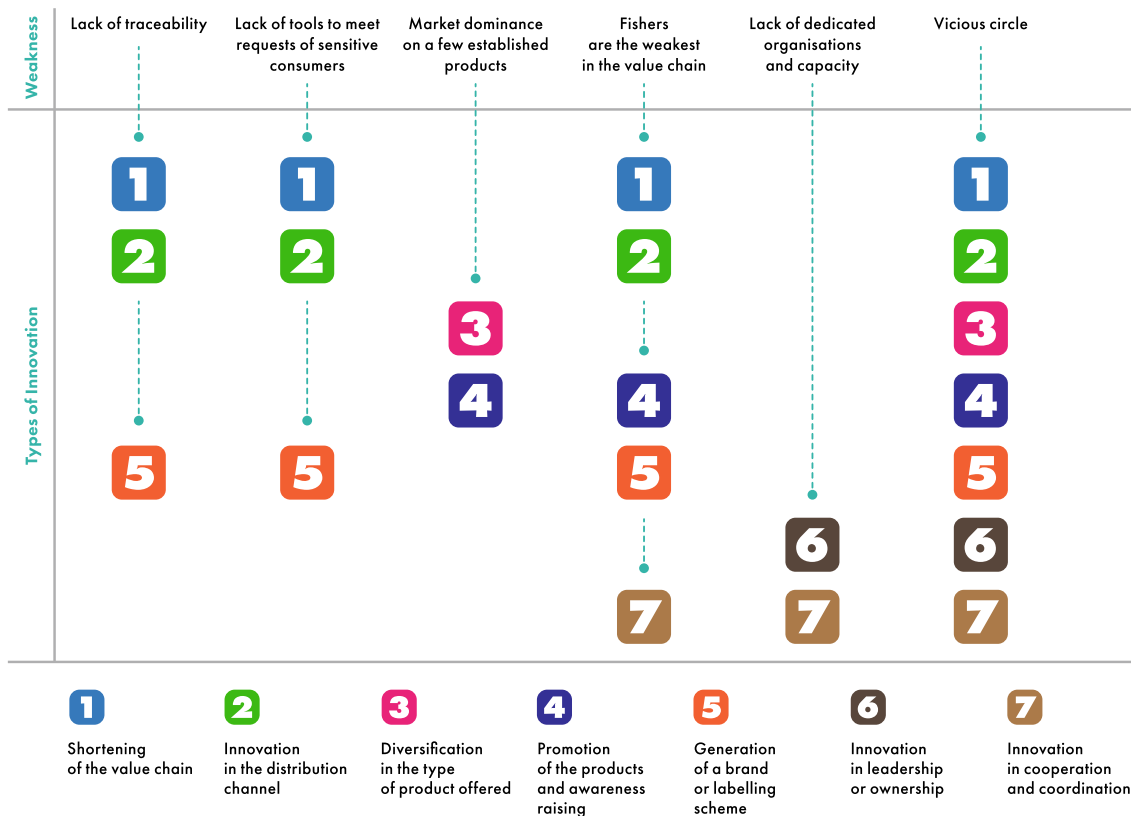 Weakness
Lack of traceability
Lack of tools to meet
requests of sensitive
consumers
Market dominance
on a few established
products
Fishers
are the weakest
in the value chain
Lack of dedicated
organisations
and capacity
Vicious circle
Types of Innovation
1 1 1 1
2 2 2 2
3 3
4 4 4
5 5 5 5
6 6
7 7 7
1
Shortening
of the value chain
2
Innovation
in the distribution
channel
3
Diversification
in the type
of product offered
4
Promotion
of the products
and awareness
raising
5
Generation
of a brand
or labelling
scheme
6
Innovation
in leadership
or ownership
7
Innovation
in cooperation
and coordination